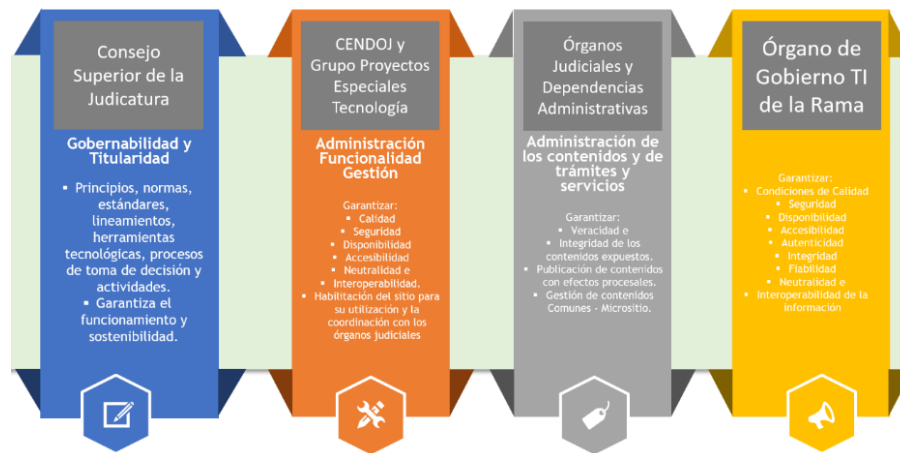 Consejo
Superior de la
Judicatura
Gobernabilidad y
Titularidad
▪ Principios, normas,
estándares,
lineamientos,
herramientas
tecnológicas, procesos
de toma de decisión y
actividades.
▪ Garantiza el
funcionamiento y
sostenibilidad.
CENDOJ y
Grupo Proyectos
Especiales
Tecnología
Administración
Funcionalidad
Gestión
Garantizar:
▪ Calidad
▪ Seguridad
▪ Disponibilidad
▪ Accesibilidad
▪ Neutralidad e
▪ Interoperabilidad.
▪ Habilitación del sitio para
su utilización y la
coordinación con los
órganos judiciales
Órganos
Judiciales y
Dependencias
Administrativas
Administración de
los contenidos y de
trámites y
servicios
Garantizar:
▪ Veracidad e
▪ Integridad de los
contenidos expuestos.
▪ Publicación de contenidos
con efectos procesales.
▪ Gestión de contenidos
Comunes - Micrositio.
Órgano de
Gobierno TI
de la Rama
Garantizar:
▪ Condiciones de Calidad
▪ Seguridad
▪ Disponibilidad
▪ Accesibilidad
▪ Autenticidad
▪ Integridad
▪ Fiabilidad
▪ Neutralidad e
▪ Interoperabilidad de la
información